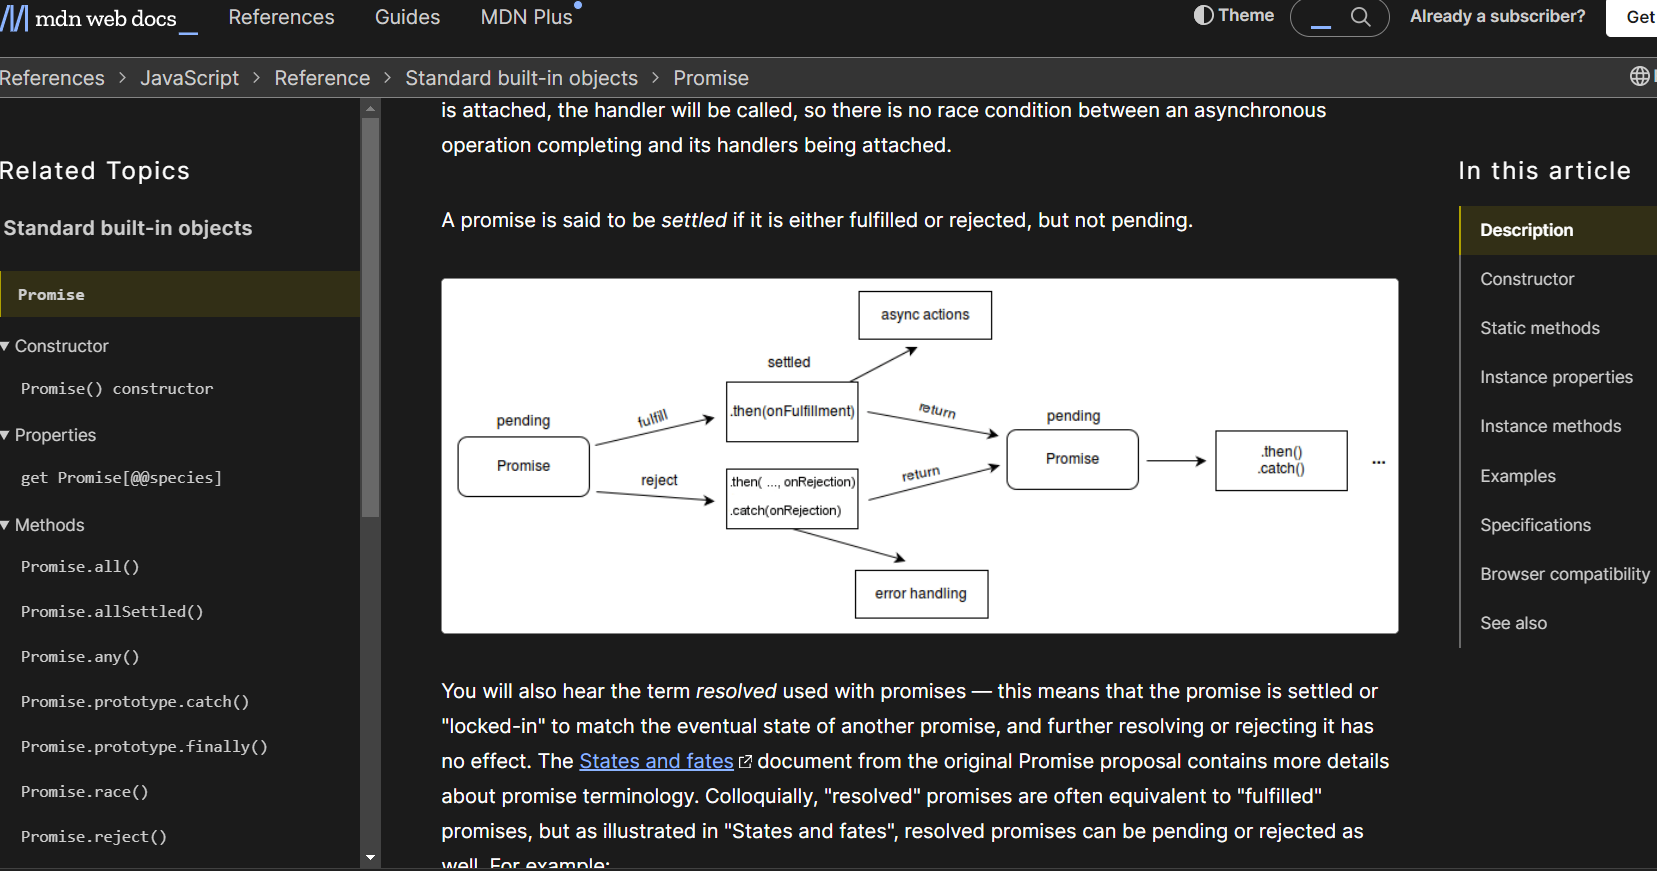 mdn web docs _
References
Guides
MDN Plus
Theme
Already a subscriber?
Get
References > JavaScript > Reference > Standard built-in objects > Promise
Related Topics
Standard built-in objects
Promise
Constructor
Promise() constructor
Properties
get Promise[@@species]
Methods
Promise.all()
Promise.allSettled()
Promise.any()
Promise.prototype.catch()
Promise.prototype.finally()
Promise.race()
Promise.reject()
is attached, the handler will be called, so there is no race condition between an asynchronous
operation completing and its handlers being attached.
A promise is said to be settled if it is either fulfilled or rejected, but not pending.
async actions
settled
.then(onFulfillment)
fulfill
return
pending
Promise
pending
Promise
.then()
.catch()
...
reject
.then( ..., onRejection)
.catch(onRejection)
return
error handling
You will also hear the term resolved used with promises — this means that the promise is settled or
"locked-in" to match the eventual state of another promise, and further resolving or rejecting it has
no effect. The States and fates document from the original Promise proposal contains more details
about promise terminology. Colloquially, "resolved" promises are often equivalent to "fulfilled"
promises, but as illustrated in "States and fates", resolved promises can be pending or rejected as
well. For example:
In this article
Description
Constructor
Static methods
Instance properties
Instance methods
Examples
Specifications
Browser compatibility
See also